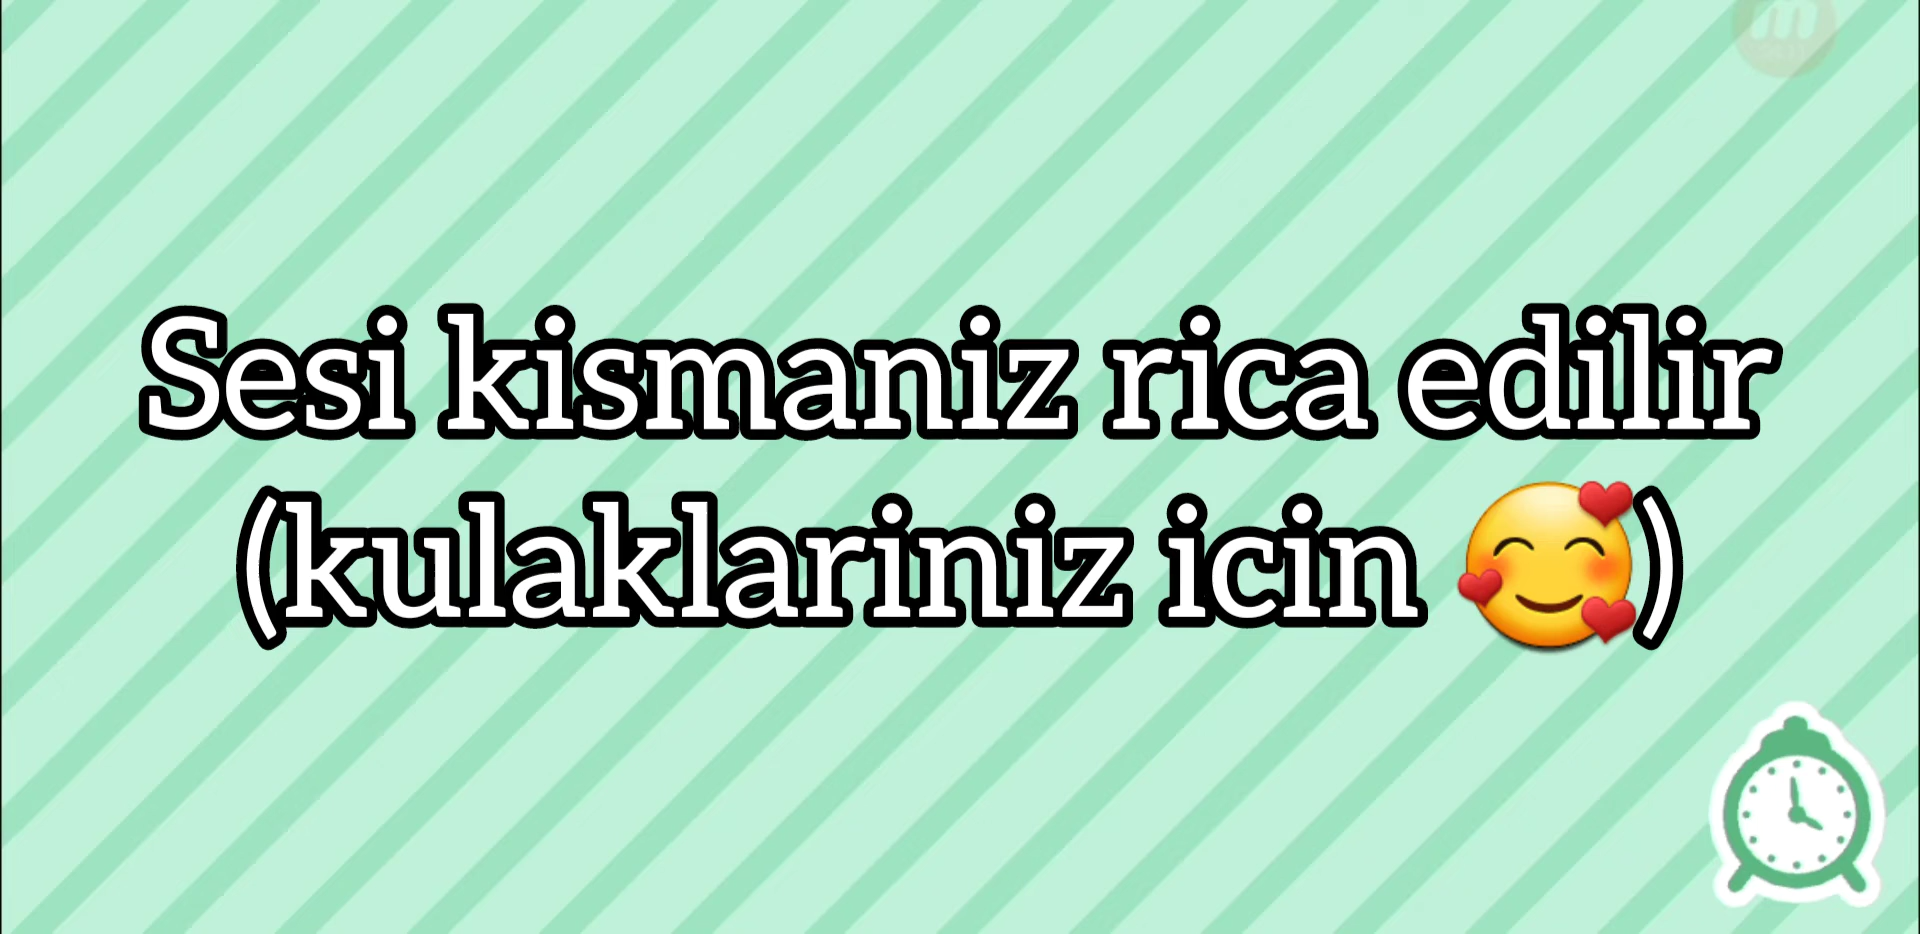 Sesi kismaniz rica edilir
(kulaklariniz icin 🥰)